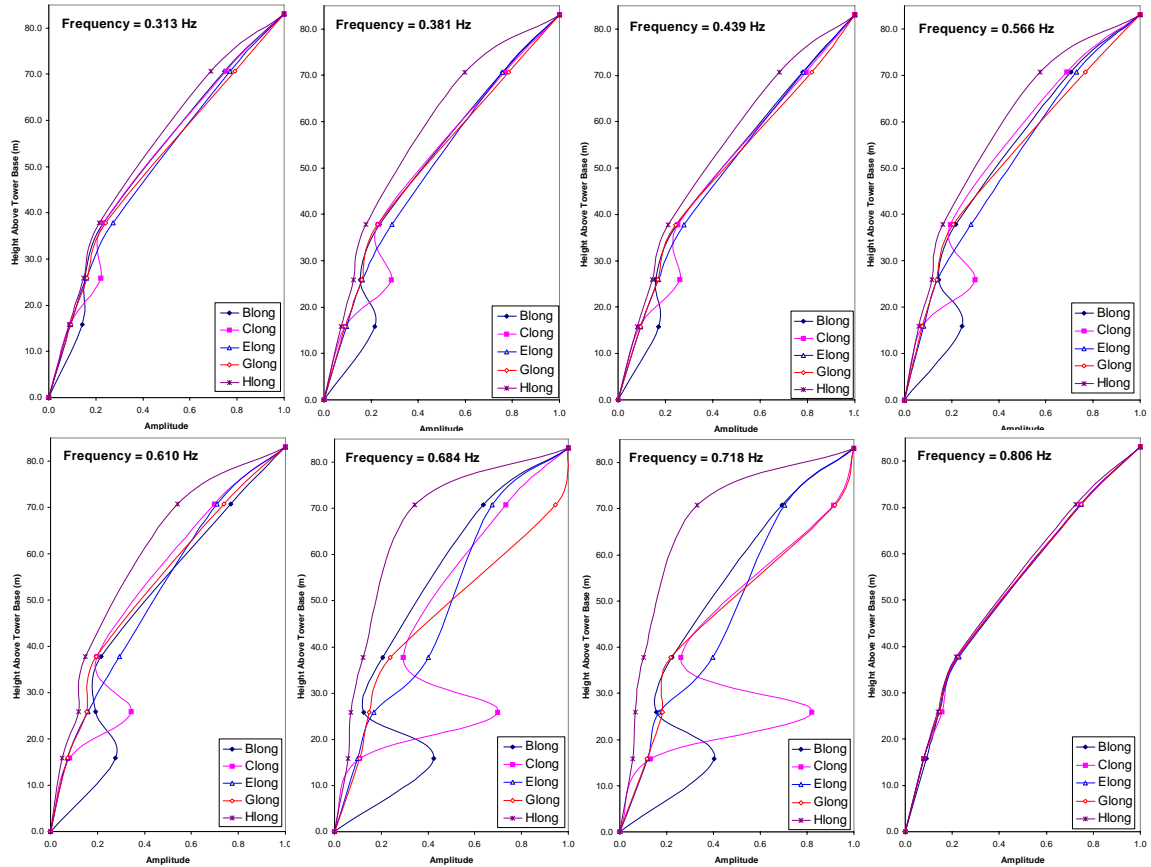 Frequency = 0.313 Hz
80.0
70.0
60.0
50.0
40.0
30.0
20.0
10.0
0.0
Height Above Tower Base (m)
0.0 0.2 0.4 0.6 0.8 1.0
Amplitude
Blong
Clong
Elong
Glong
Hlong
Frequency = 0.381 Hz
80.0
70.0
60.0
50.0
40.0
30.0
20.0
10.0
0.0
Height Above Tower Base (m)
0.0 0.2 0.4 0.6 0.8 1.0
Amplitude
Blong
Clong
Elong
Glong
Hlong
Frequency = 0.439 Hz
80.0
70.0
60.0
50.0
40.0
30.0
20.0
10.0
0.0
Height Above Tower Base (m)
0.0 0.2 0.4 0.6 0.8 1.0
Amplitude
Blong
Clong
Elong
Glong
Hlong
Frequency = 0.566 Hz
80.0
70.0
60.0
50.0
40.0
30.0
20.0
10.0
0.0
Height Above Tower Base (m)
0.0 0.2 0.4 0.6 0.8 1.0
Amplitude
Blong
Clong
Elong
Glong
Hlong
Frequency = 0.610 Hz
80.0
70.0
60.0
50.0
40.0
30.0
20.0
10.0
0.0
Height Above Tower Base (m)
0.0 0.2 0.4 0.6 0.8 1.0
Amplitude
Blong
Clong
Elong
Glong
Hlong
Frequency = 0.684 Hz
80.0
70.0
60.0
50.0
40.0
30.0
20.0
10.0
0.0
Height Above Tower Base (m)
0.0 0.2 0.4 0.6 0.8 1.0
Amplitude
Blong
Clong
Elong
Glong
Hlong
Frequency = 0.718 Hz
80.0
70.0
60.0
50.0
40.0
30.0
20.0
10.0
0.0
Height Above Tower Base (m)
0.0 0.2 0.4 0.6 0.8 1.0
Amplitude
Blong
Clong
Elong
Glong
Hlong
Frequency = 0.806 Hz
80.0
70.0
60.0
50.0
40.0
30.0
20.0
10.0
0.0
Height Above Tower Base (m)
0.0 0.2 0.4 0.6 0.8 1.0
Amplitude
Blong
Clong
Elong
Glong
Hlong